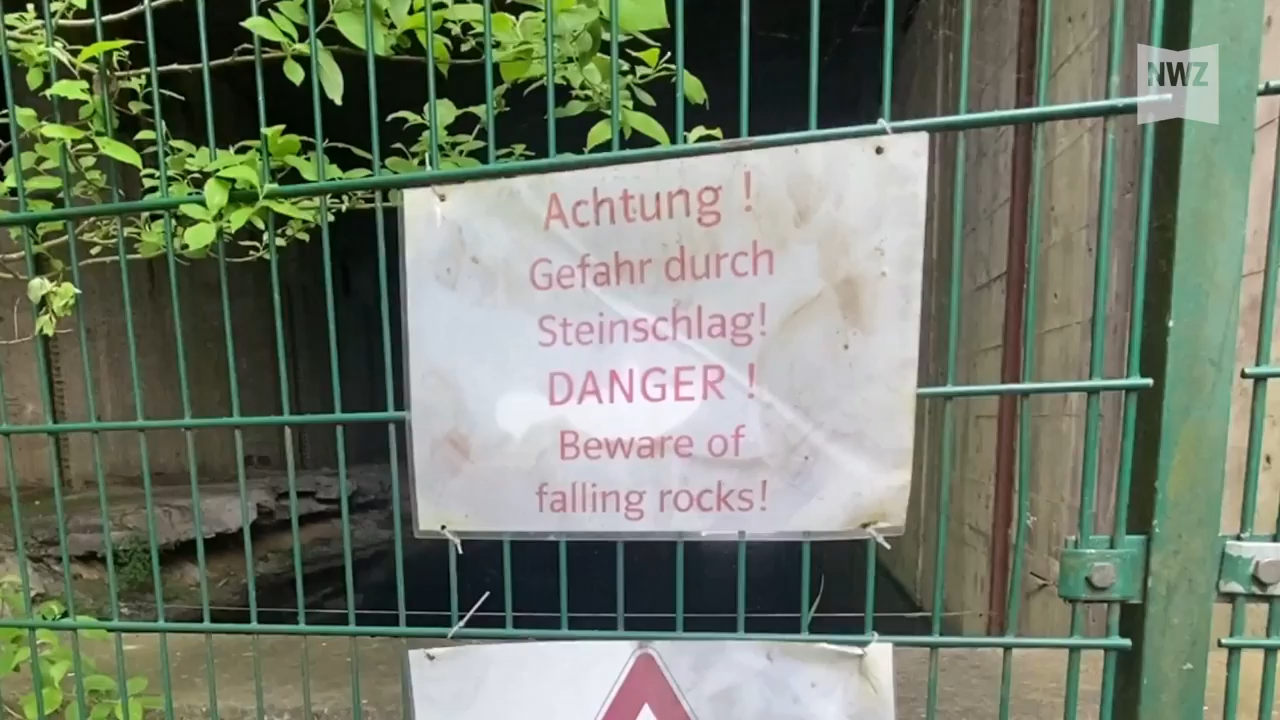 NWZ
Achtung !
Gefahr durch
Steinschlag!
DANGER !
Beware of
falling rocks!